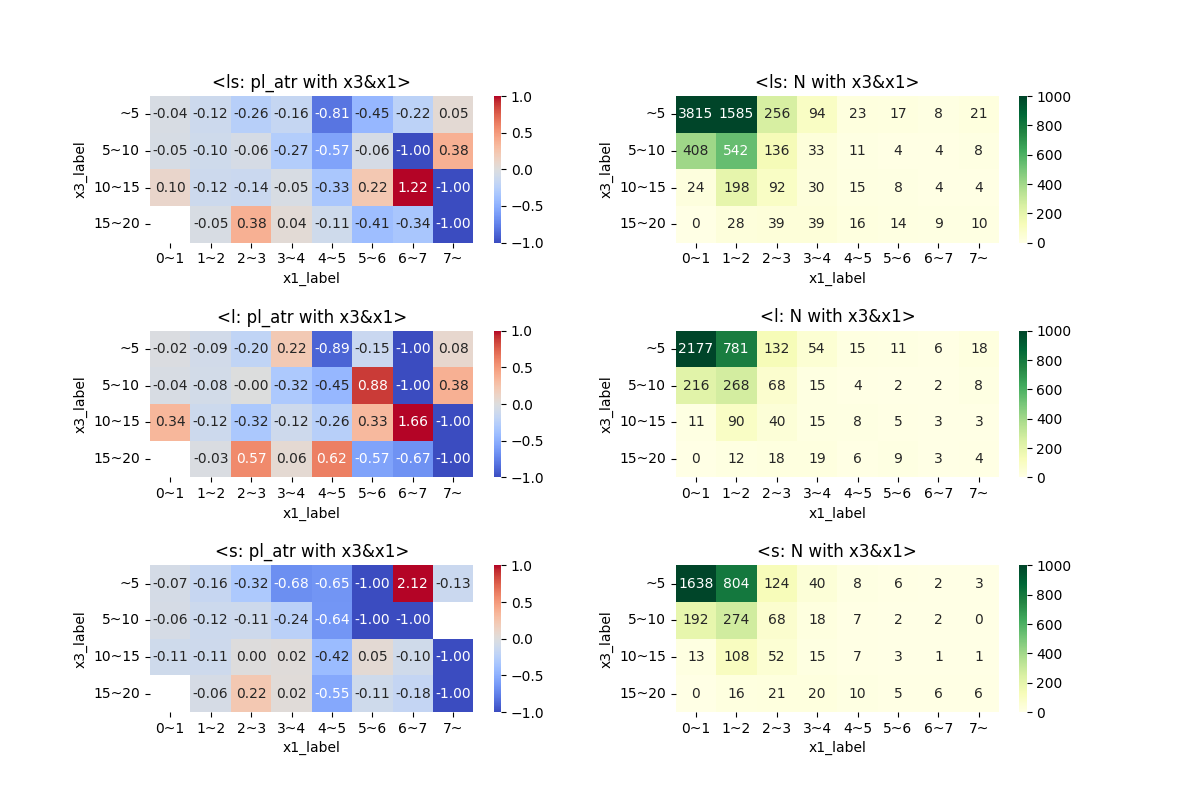 <ls: pl_atr with x3&x1>
x3_label
~5 -0.04 -0.12 -0.26 -0.16 -0.81 -0.45 -0.22 0.05
5~10 -0.05 -0.10 -0.06 -0.27 -0.57 -0.06 -1.00 0.38
10~15 0.10 -0.12 -0.14 -0.05 -0.33 0.22 1.22 -1.00
15~20 -0.05 0.38 0.04 -0.11 -0.41 -0.34 -1.00
0~1 1~2 2~3 3~4 4~5 5~6 6~7 7~
x1_label
1.0
0.5
0.0
−0.5
−1.0
<ls: N with x3&x1>
x3_label
~5 3815 1585 256 94 23 17 8 21
5~10 408 542 136 33 11 4 4 8
10~15 24 198 92 30 15 8 4 4
15~20 0 28 39 39 16 14 9 10
0~1 1~2 2~3 3~4 4~5 5~6 6~7 7~
x1_label
1000
800
600
400
200
0
<l: pl_atr with x3&x1>
x3_label
~5 -0.02 -0.09 -0.20 0.22 -0.89 -0.15 -1.00 0.08
5~10 -0.04 -0.08 -0.00 -0.32 -0.45 0.88 -1.00 0.38
10~15 0.34 -0.12 -0.32 -0.12 -0.26 0.33 1.66 -1.00
15~20 -0.03 0.57 0.06 0.62 -0.57 -0.67 -1.00
0~1 1~2 2~3 3~4 4~5 5~6 6~7 7~
x1_label
1.0
0.5
0.0
−0.5
−1.0
<l: N with x3&x1>
x3_label
~5 2177 781 132 54 15 11 6 18
5~10 216 268 68 15 4 2 2 8
10~15 11 90 40 15 8 5 3 3
15~20 0 12 18 19 6 9 3 4
0~1 1~2 2~3 3~4 4~5 5~6 6~7 7~
x1_label
1000
800
600
400
200
0
<s: pl_atr with x3&x1>
x3_label
~5 -0.07 -0.16 -0.32 -0.68 -0.65 -1.00 2.12 -0.13
5~10 -0.06 -0.12 -0.11 -0.24 -0.64 -1.00 -1.00
10~15 -0.11 -0.11 0.00 0.02 -0.42 0.05 -0.10 -1.00
15~20 -0.06 0.22 0.02 -0.55 -0.11 -0.18 -1.00
0~1 1~2 2~3 3~4 4~5 5~6 6~7 7~
x1_label
1.0
0.5
0.0
−0.5
−1.0
<s: N with x3&x1>
x3_label
~5 1638 804 124 40 8 6 2 3
5~10 192 274 68 18 7 2 2 0
10~15 13 108 52 15 7 3 1 1
15~20 0 16 21 20 10 5 6 6
0~1 1~2 2~3 3~4 4~5 5~6 6~7 7~
x1_label
1000
800
600
400
200
0